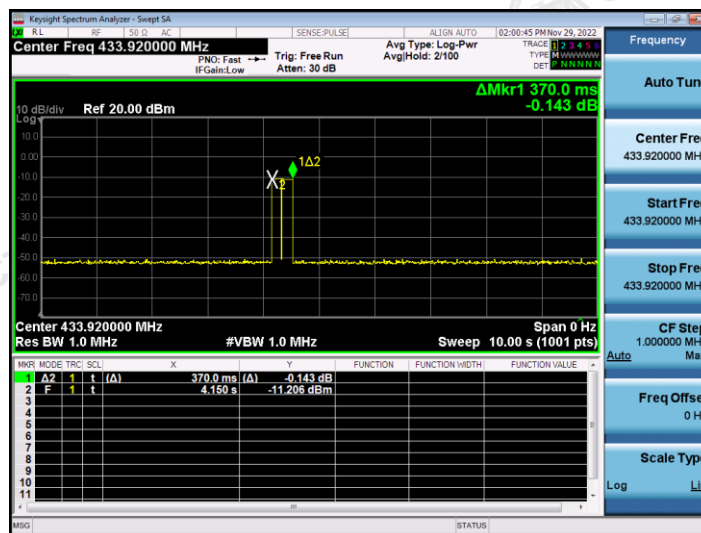 Keysight Spectrum Analyzer - Swept SA
RL RF 50 Ω AC SENSE:PULSE ALIGN AUTO 02:00:45 PM Nov 29, 2022
Center Freq 433.920000 MHz
PNO: Fast
IFGain:Low
Trig: Free Run
Atten: 30 dB
Avg Type: Log-Pwr
Avg|Hold: 2/100
TRACE 1 2 3 4 5 6
TYPE M WWWWW
DET P N N N N N
ΔMkr1 370.0 ms
-0.143 dB
10 dB/div Ref 20.00 dBm
Log
10.0
0.00
-10.0
-20.0
-30.0
-40.0
-50.0
-60.0
-70.0
1Δ2
X2
Center 433.920000 MHz Span 0 Hz
Res BW 1.0 MHz #VBW 1.0 MHz Sweep 10.00 s (1001 pts)
MKR MODE TRC SCL X Y FUNCTION FUNCTION WIDTH FUNCTION VALUE
1 Δ2 1 t (Δ) 370.0 ms (Δ) -0.143 dB
2 F 1 t 4.150 s -11.206 dBm
3
4
5
6
7
8
9
10
11
MSG STATUS
Frequency
Auto Tun
Center Fre
433.920000 MH
Start Fre
433.920000 MH
Stop Fre
433.920000 MH
CF Step
1.000000 MH
Auto Ma
Freq Offse
0 H
Scale Typ
Log Li